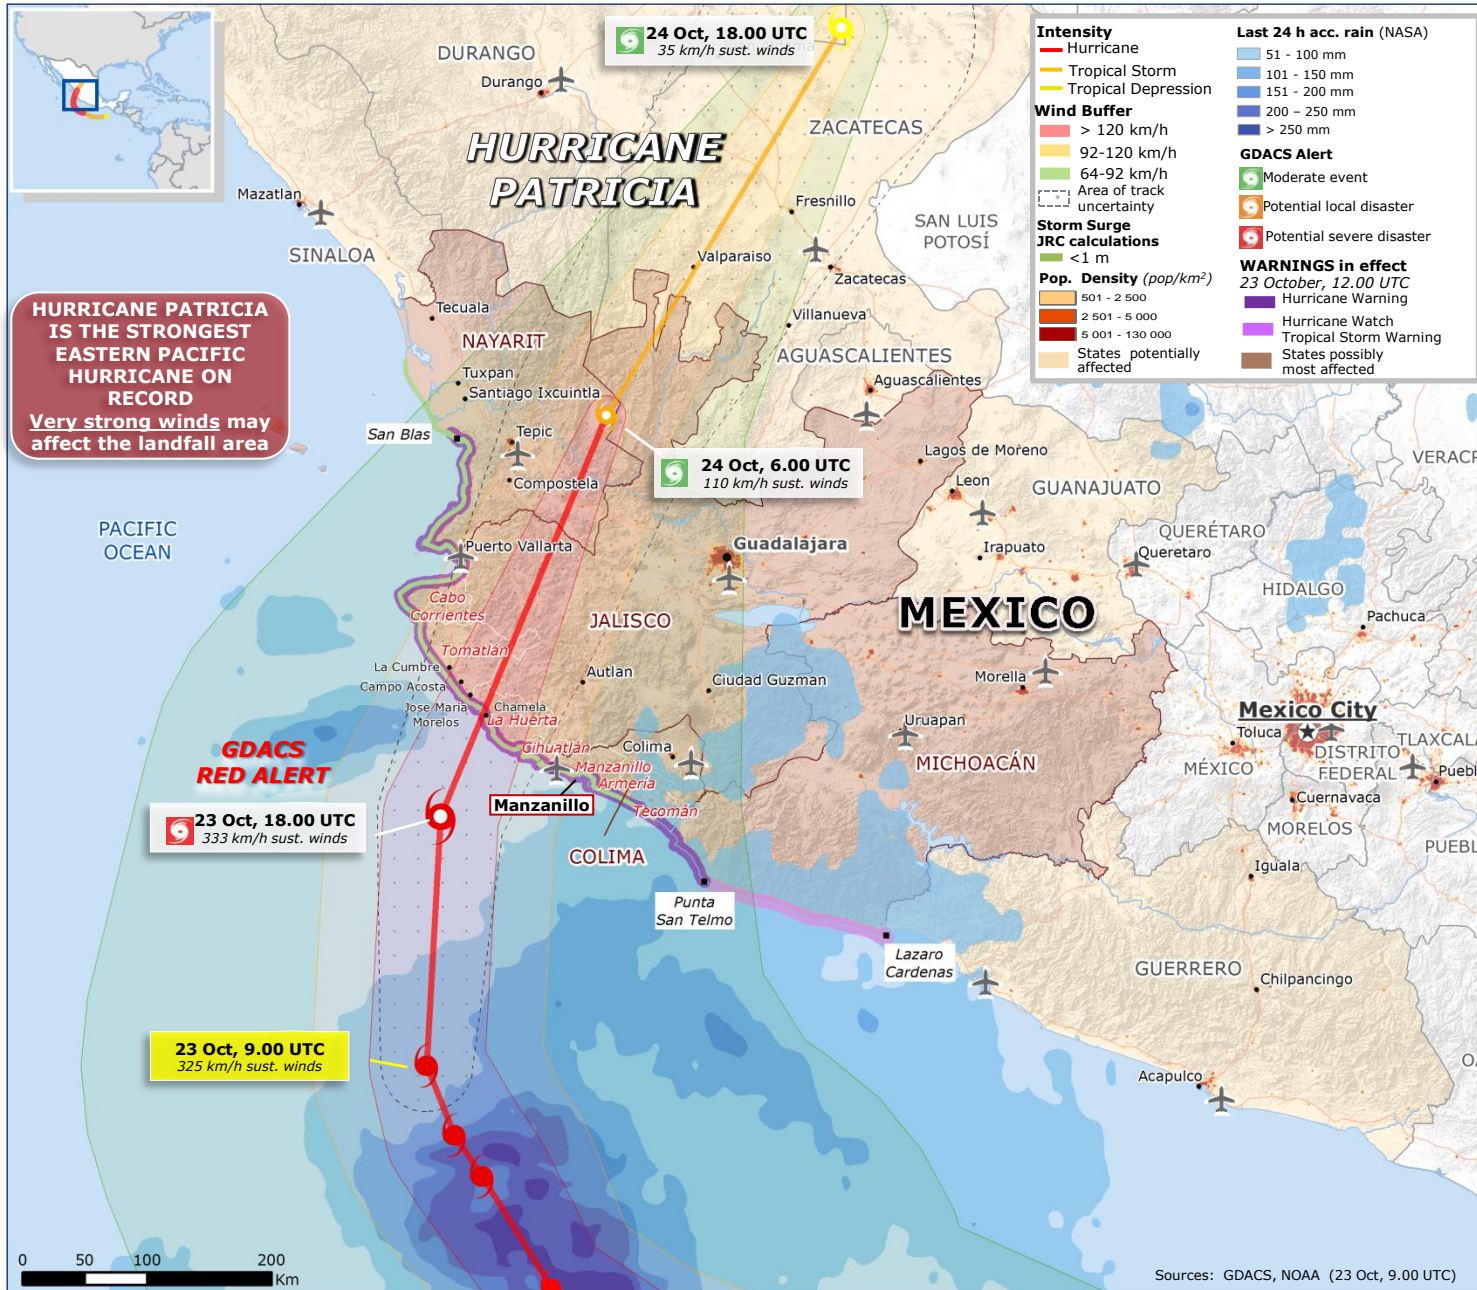 24 Oct, 18.00 UTC
35 km/h sust. winds
DURANGO
Durango
ZACATECAS
HURRICANE
PATRICIA
Mazatlan
SINALOA
Fresnillo
SAN LUIS
POTOSÍ
Valparaiso
Zacatecas
Intensity
Hurricane
Tropical Storm
Tropical Depression
Wind Buffer
> 120 km/h
92-120 km/h
64-92 km/h
Area of track
uncertainty
Storm Surge
JRC calculations
<1 m
Pop. Density (pop/km²)
501 - 2 500
2 501 - 5 000
5 001 - 130 000
States potentially
affected
Last 24 h acc. rain (NASA)
51 - 100 mm
101 - 150 mm
151 - 200 mm
200 – 250 mm
> 250 mm
GDACS Alert
Moderate event
Potential local disaster
Potential severe disaster
WARNINGS in effect
23 October, 12.00 UTC
Hurricane Warning
Hurricane Watch
Tropical Storm Warning
States possibly
most affected
HURRICANE PATRICIA
IS THE STRONGEST
EASTERN PACIFIC
HURRICANE ON
RECORD
Very strong winds may
affect the landfall area
Tecuala
NAYARIT
Villanueva
AGUASCALIENTES
Aguascalientes
Tuxpan
Santiago Ixcuintla
San Blas
Tepic
Compostela
24 Oct, 6.00 UTC
110 km/h sust. winds
Lagos de Moreno
Leon
GUANAJUATO
VERACR
PACIFIC
OCEAN
Puerto Vallarta
Guadalajara
Irapuato
QUERÉTARO
Queretaro
HIDALGO
Pachuca
Cabo
Corrientes
JALISCO
MEXICO
Tomatlán
La Cumbre
Campo Acosta
Jose Maria
Morelos
Chamela
La Huerta
Autlan
Ciudad Guzman
Morella
Uruapan
MICHOACÁN
Mexico City
Toluca
MÉXICO
DISTRITO
FEDERAL
TLAXCALA
Puebl
Cuernavaca
MORELOS
PUEBL
GDACS
RED ALERT
Cihuatlán
Colima
Manzanillo
Armería
Manzanillo
Tecomán
COLIMA
23 Oct, 18.00 UTC
333 km/h sust. winds
Iguala
Punta
San Telmo
Lazaro
Cardenas
GUERRERO
Chilpancingo
23 Oct, 9.00 UTC
325 km/h sust. winds
Acapulco
OA
0 50 100 200
Km
Sources: GDACS, NOAA (23 Oct, 9.00 UTC)